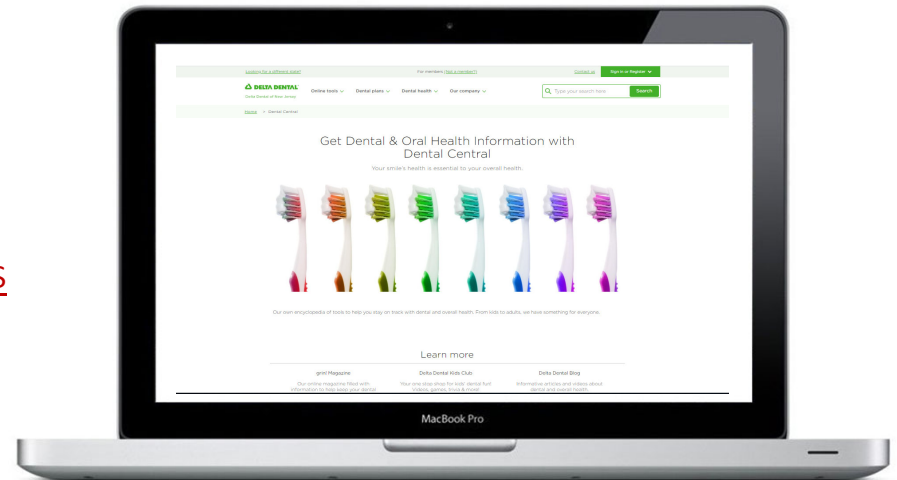 Looking for a different state?
For members (Not a member?)
Contact us
Sign in or Register
DELTA DENTAL
Delta Dental of New Jersey
Online tools
Dental plans
Dental health
Our company
Type your search here
Search
Home > Dental Central
Get Dental & Oral Health Information with
Dental Central
Your smile's health is essential to your overall health.
S
Our own encyclopedia of tools to help you stay on track with dental and overall health. From kids to adults, we have something for everyone.
Learn more
grin! Magazine
Delta Dental Kids Club
Delta Dental Blog
Our online magazine filled with
information to help keep your dental
Your one stop shop for kids' dental fun!
Videos, games, trivia & more!
Informative articles and videos about
dental and overall health.
MacBook Pro